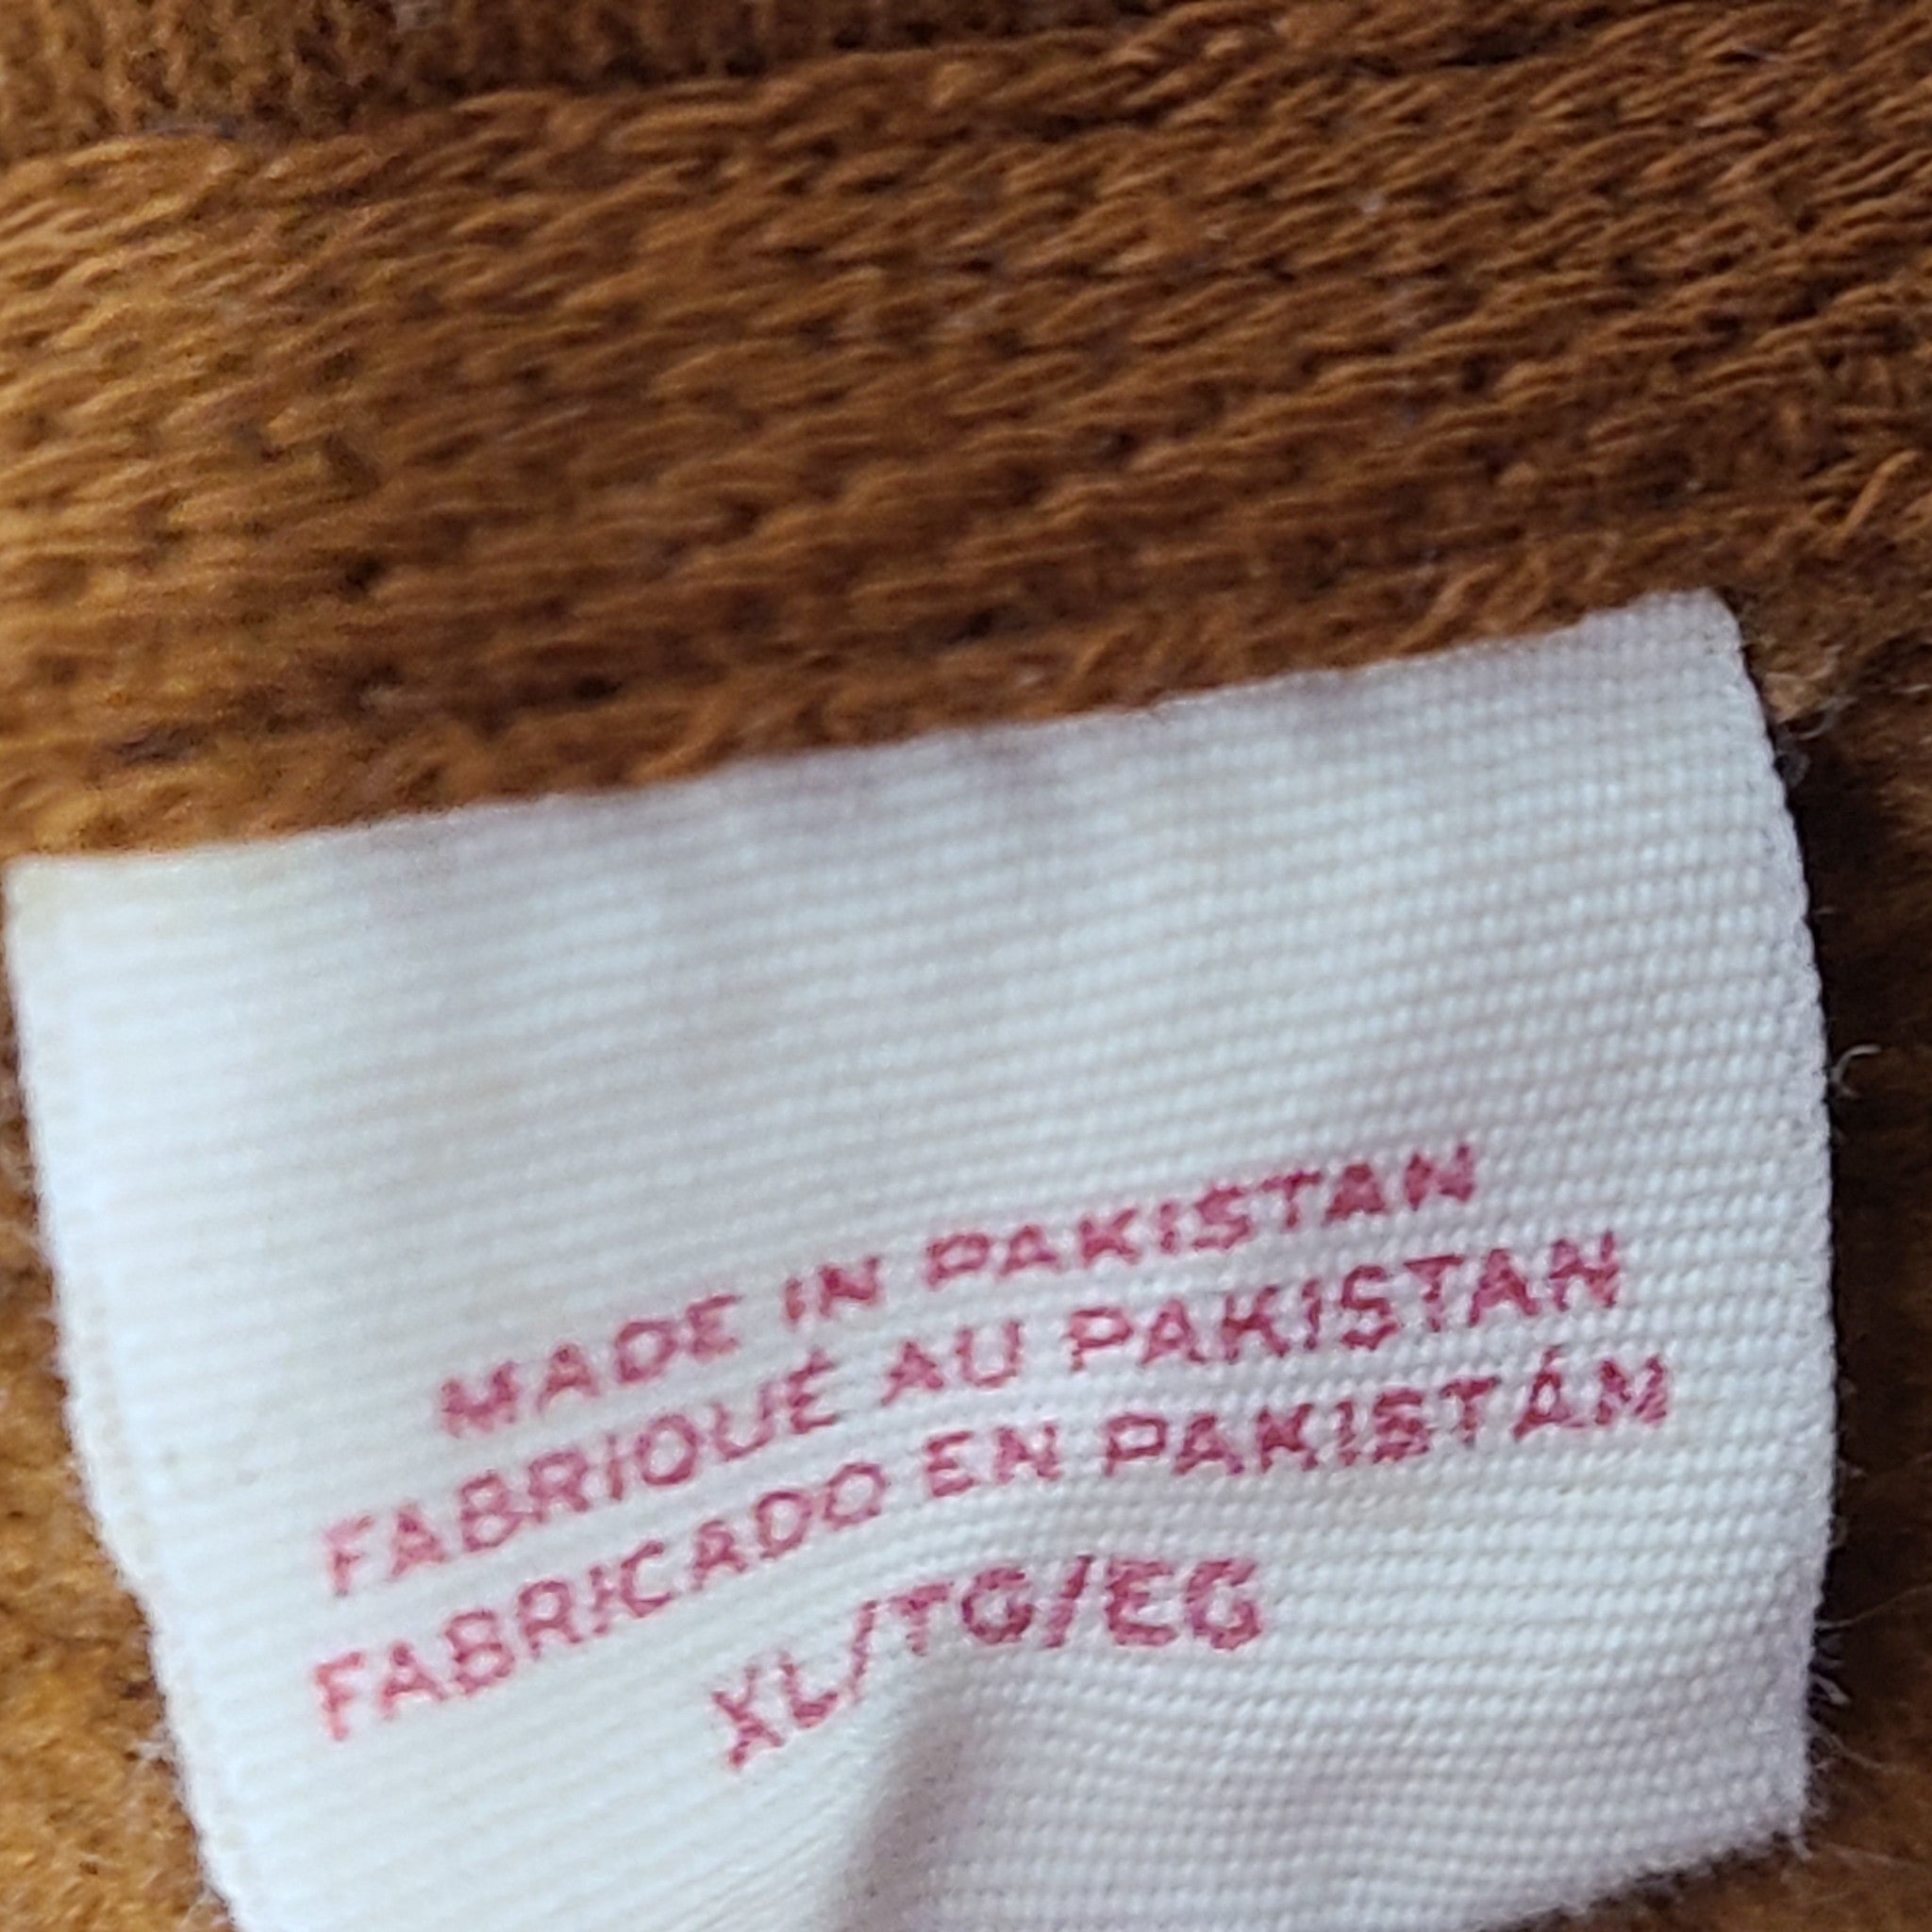 MADE IN PAKISTAN
FABRIQUÉ AU PAKISTAN
FABRICADO EN PAKISTÁN
XL/TG/EG